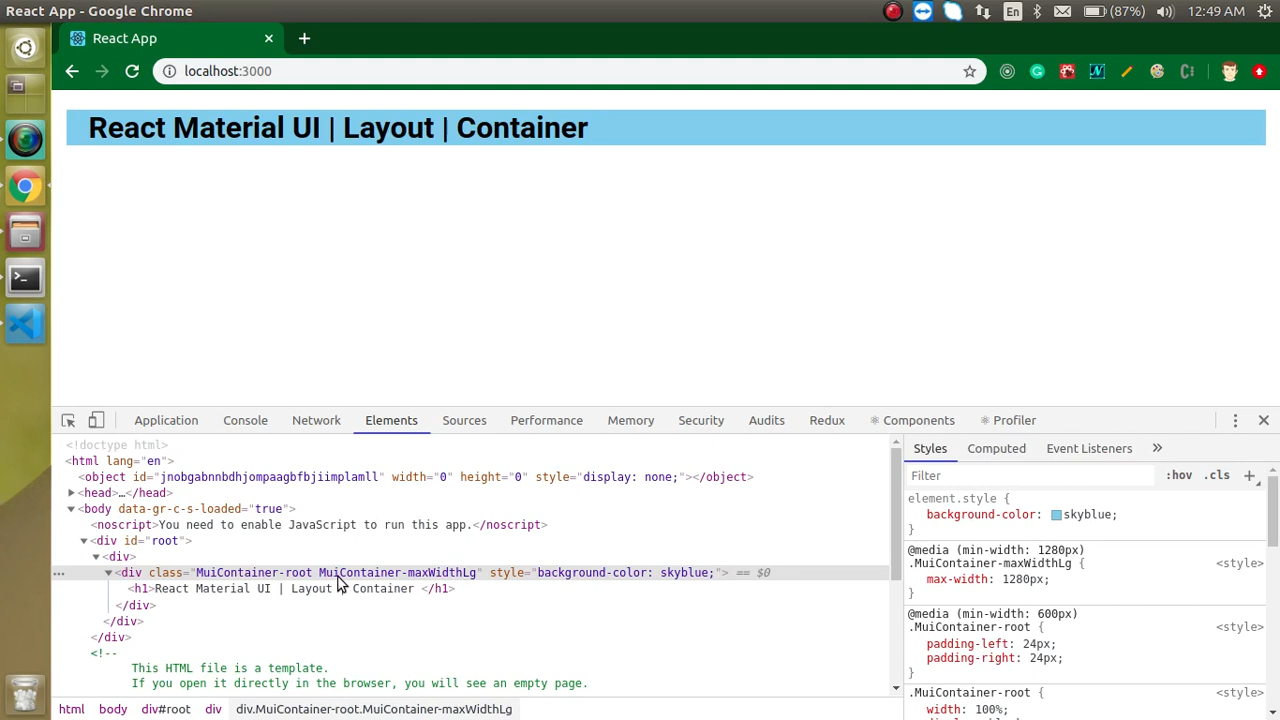 React App - Google Chrome
En
(87%)
12:49 AM
React App
localhost:3000
React Material UI | Layout | Container
Application
Console
Network
Elements
Sources
Performance
Memory
Security
Audits
Redux
Components
Profiler
<!doctype html>
<html lang="en">
<object id="jnobgabnnbdhjompaagbfbjiimplamll" width="0" height="0" style="display: none;"></object>
<head>…</head>
<body data-gr-c-s-loaded="true">
<noscript>You need to enable JavaScript to run this app.</noscript>
<div id="root">
<div>
<div class="MuiContainer-root MuiContainer-maxWidthLg" style="background-color: skyblue;"> == $0
<h1>React Material UI | Layout | Container </h1>
</div>
</div>
</div>
<!--
This HTML file is a template.
If you open it directly in the browser, you will see an empty page.
html
body
div#root
div
div.MuiContainer-root.MuiContainer-maxWidthLg
Styles
Computed
Event Listeners
Filter
:hov
.cls
element.style {
background-color: skyblue;
}
@media (min-width: 1280px)
.MuiContainer-maxWidthLg { <style>
max-width: 1280px;
}
@media (min-width: 600px)
.MuiContainer-root { <style>
padding-left: 24px;
padding-right: 24px;
}
.MuiContainer-root { <style>
width: 100%;